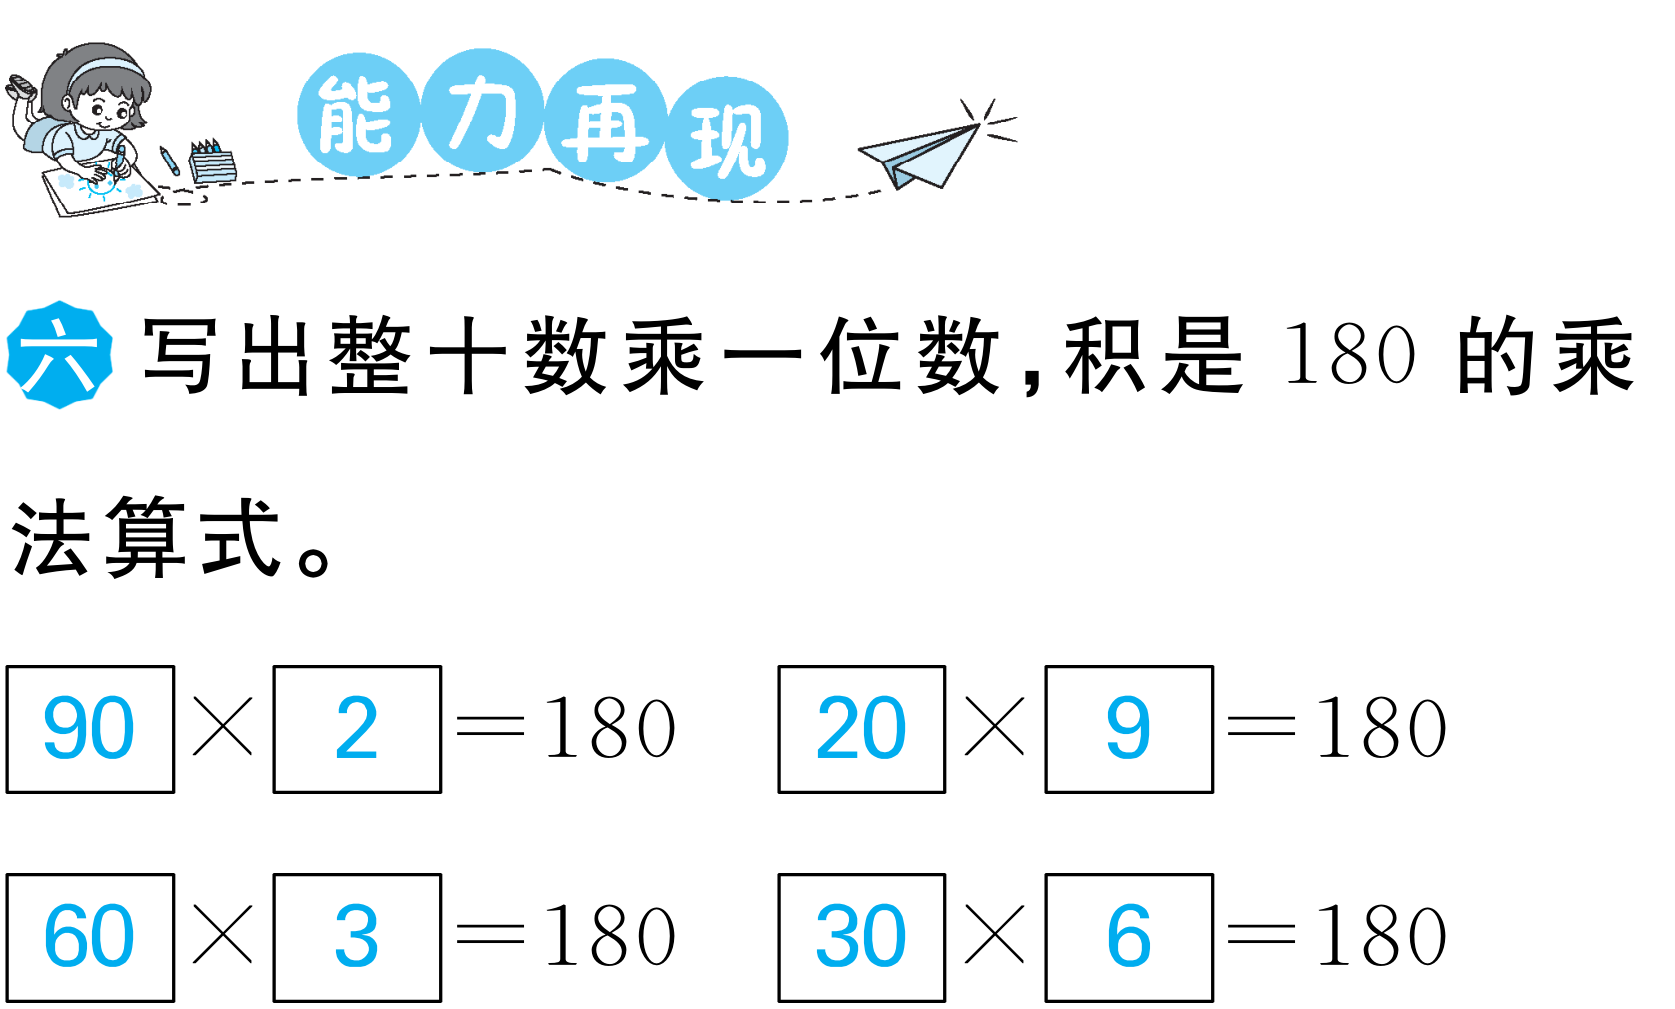 能力再现
六 写出整十数乘一位数,积是 180 的乘
法算式。
90 × 2 = 180 20 × 9 = 180
60 × 3 = 180 30 × 6 = 180